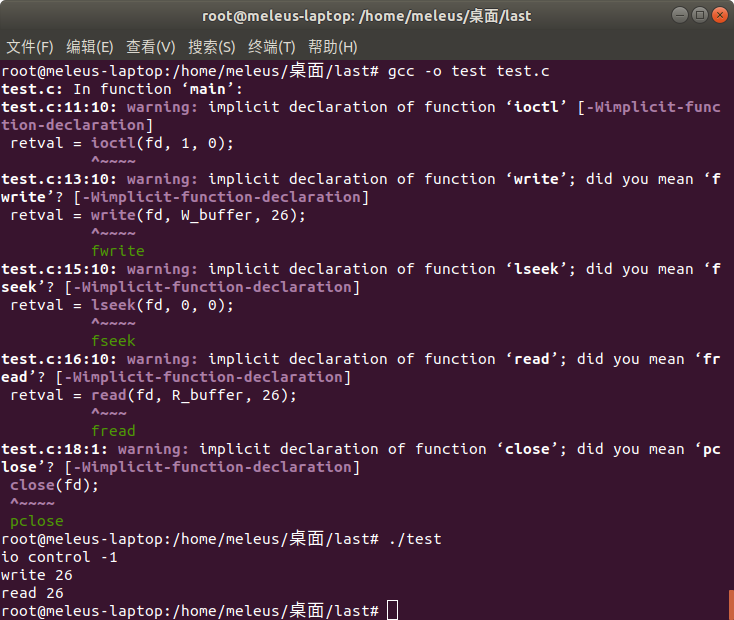 root@meleus-laptop: /home/meleus/桌面/last
文件(F) 编辑(E) 查看(V) 搜索(S) 终端(T) 帮助(H)
root@meleus-laptop:/home/meleus/桌面/last# gcc -o test test.c
test.c: In function ‘main’:
test.c:11:10: warning: implicit declaration of function ‘ioctl’ [-Wimplicit-func
tion-declaration]
 retval = ioctl(fd, 1, 0);
          ^~~~~
test.c:13:10: warning: implicit declaration of function ‘write’; did you mean ‘f
write’? [-Wimplicit-function-declaration]
 retval = write(fd, W_buffer, 26);
          ^~~~~
          fwrite
test.c:15:10: warning: implicit declaration of function ‘lseek’; did you mean ‘f
seek’? [-Wimplicit-function-declaration]
 retval = lseek(fd, 0, 0);
          ^~~~~
          fseek
test.c:16:10: warning: implicit declaration of function ‘read’; did you mean ‘fr
ead’? [-Wimplicit-function-declaration]
 retval = read(fd, R_buffer, 26);
          ^~~~
          fread
test.c:18:1: warning: implicit declaration of function ‘close’; did you mean ‘pc
lose’? [-Wimplicit-function-declaration]
 close(fd);
 ^~~~~
 pclose
root@meleus-laptop:/home/meleus/桌面/last# ./test
io control -1
write 26
read 26
root@meleus-laptop:/home/meleus/桌面/last#